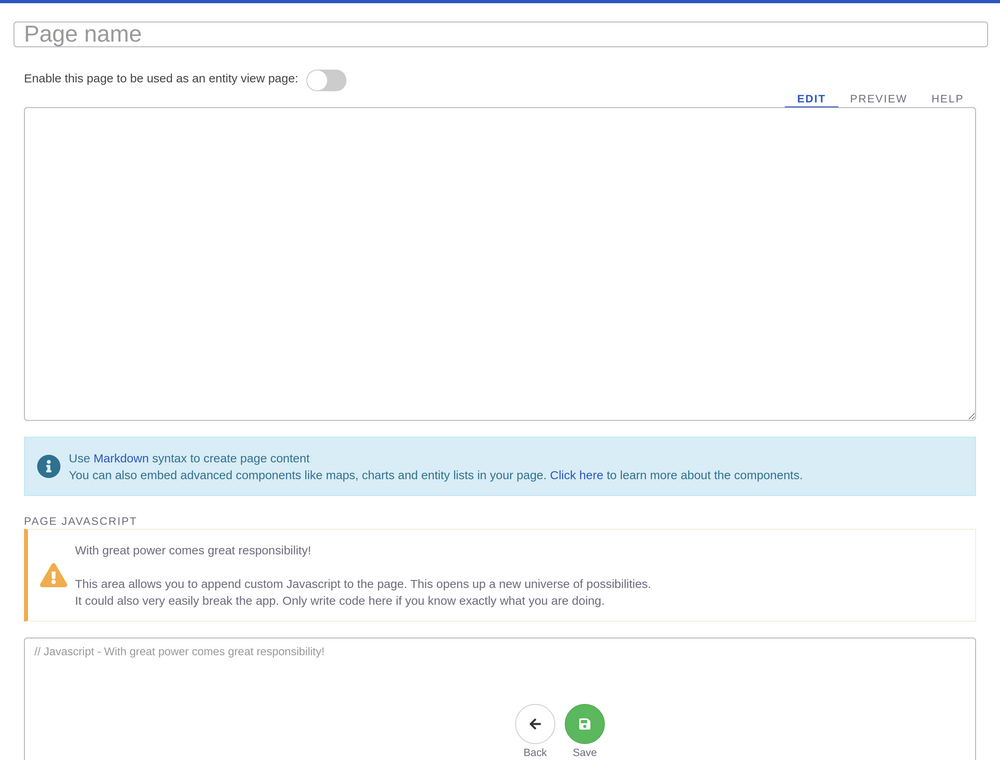 Page name
Enable this page to be used as an entity view page:
EDIT PREVIEW HELP
Use Markdown syntax to create page content
You can also embed advanced components like maps, charts and entity lists in your page. Click here to learn more about the components.
PAGE JAVASCRIPT
With great power comes great responsibility!
This area allows you to append custom Javascript to the page. This opens up a new universe of possibilities.
It could also very easily break the app. Only write code here if you know exactly what you are doing.
// Javascript - With great power comes great responsibility!
Back Save